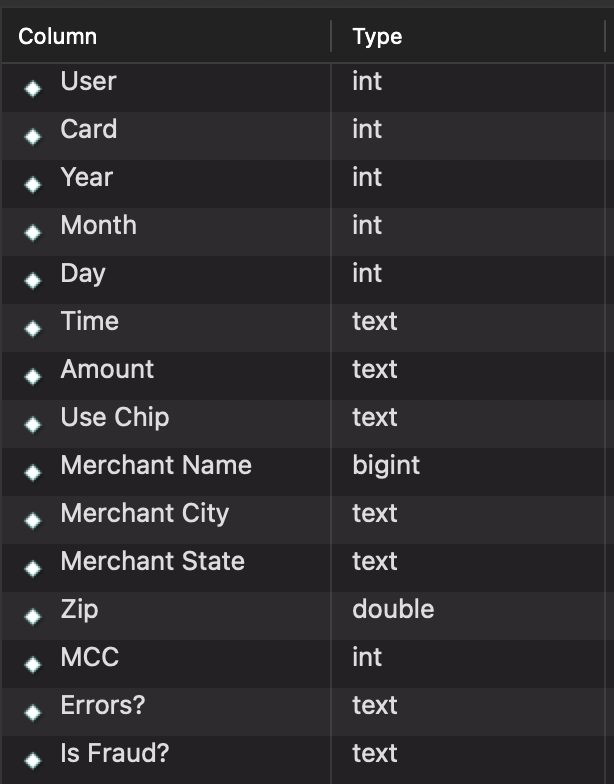 Column Type
User int
Card int
Year int
Month int
Day int
Time text
Amount text
Use Chip text
Merchant Name bigint
Merchant City text
Merchant State text
Zip double
MCC int
Errors? text
Is Fraud? text